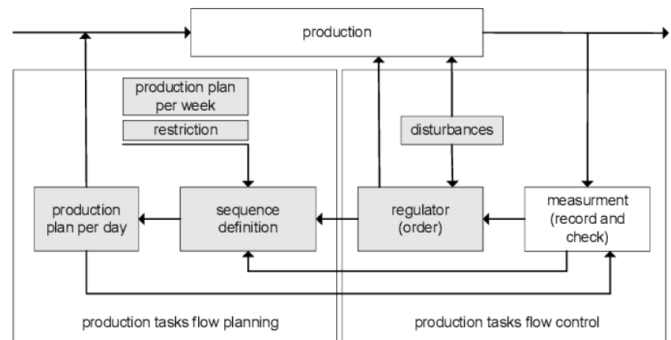 production
production plan
per week
restriction
disturbances
production
plan per day
sequence
definition
regulator
(order)
measurment
(record and
check)
production tasks flow planning
production tasks flow control